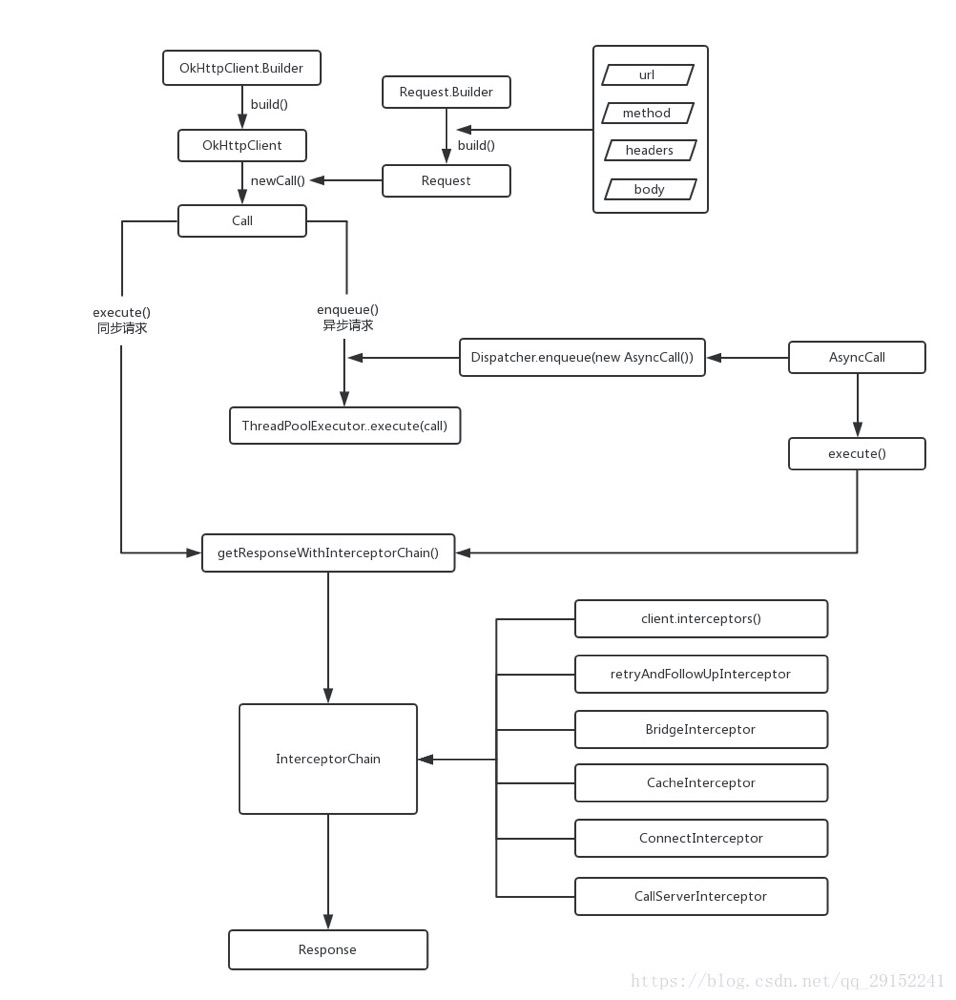 OkHttpClient.Builder
build()
OkHttpClient
newCall()
Call
Request.Builder
build()
Request
url
method
headers
body
execute()
同步请求
enqueue()
异步请求
Dispatcher.enqueue(new AsyncCall())
AsyncCall
ThreadPoolExecutor..execute(call)
execute()
getResponseWithInterceptorChain()
client.interceptors()
retryAndFollowUpInterceptor
BridgeInterceptor
InterceptorChain
CacheInterceptor
ConnectInterceptor
CallServerInterceptor
Response
https://blog.csdn.net/qq_29152241